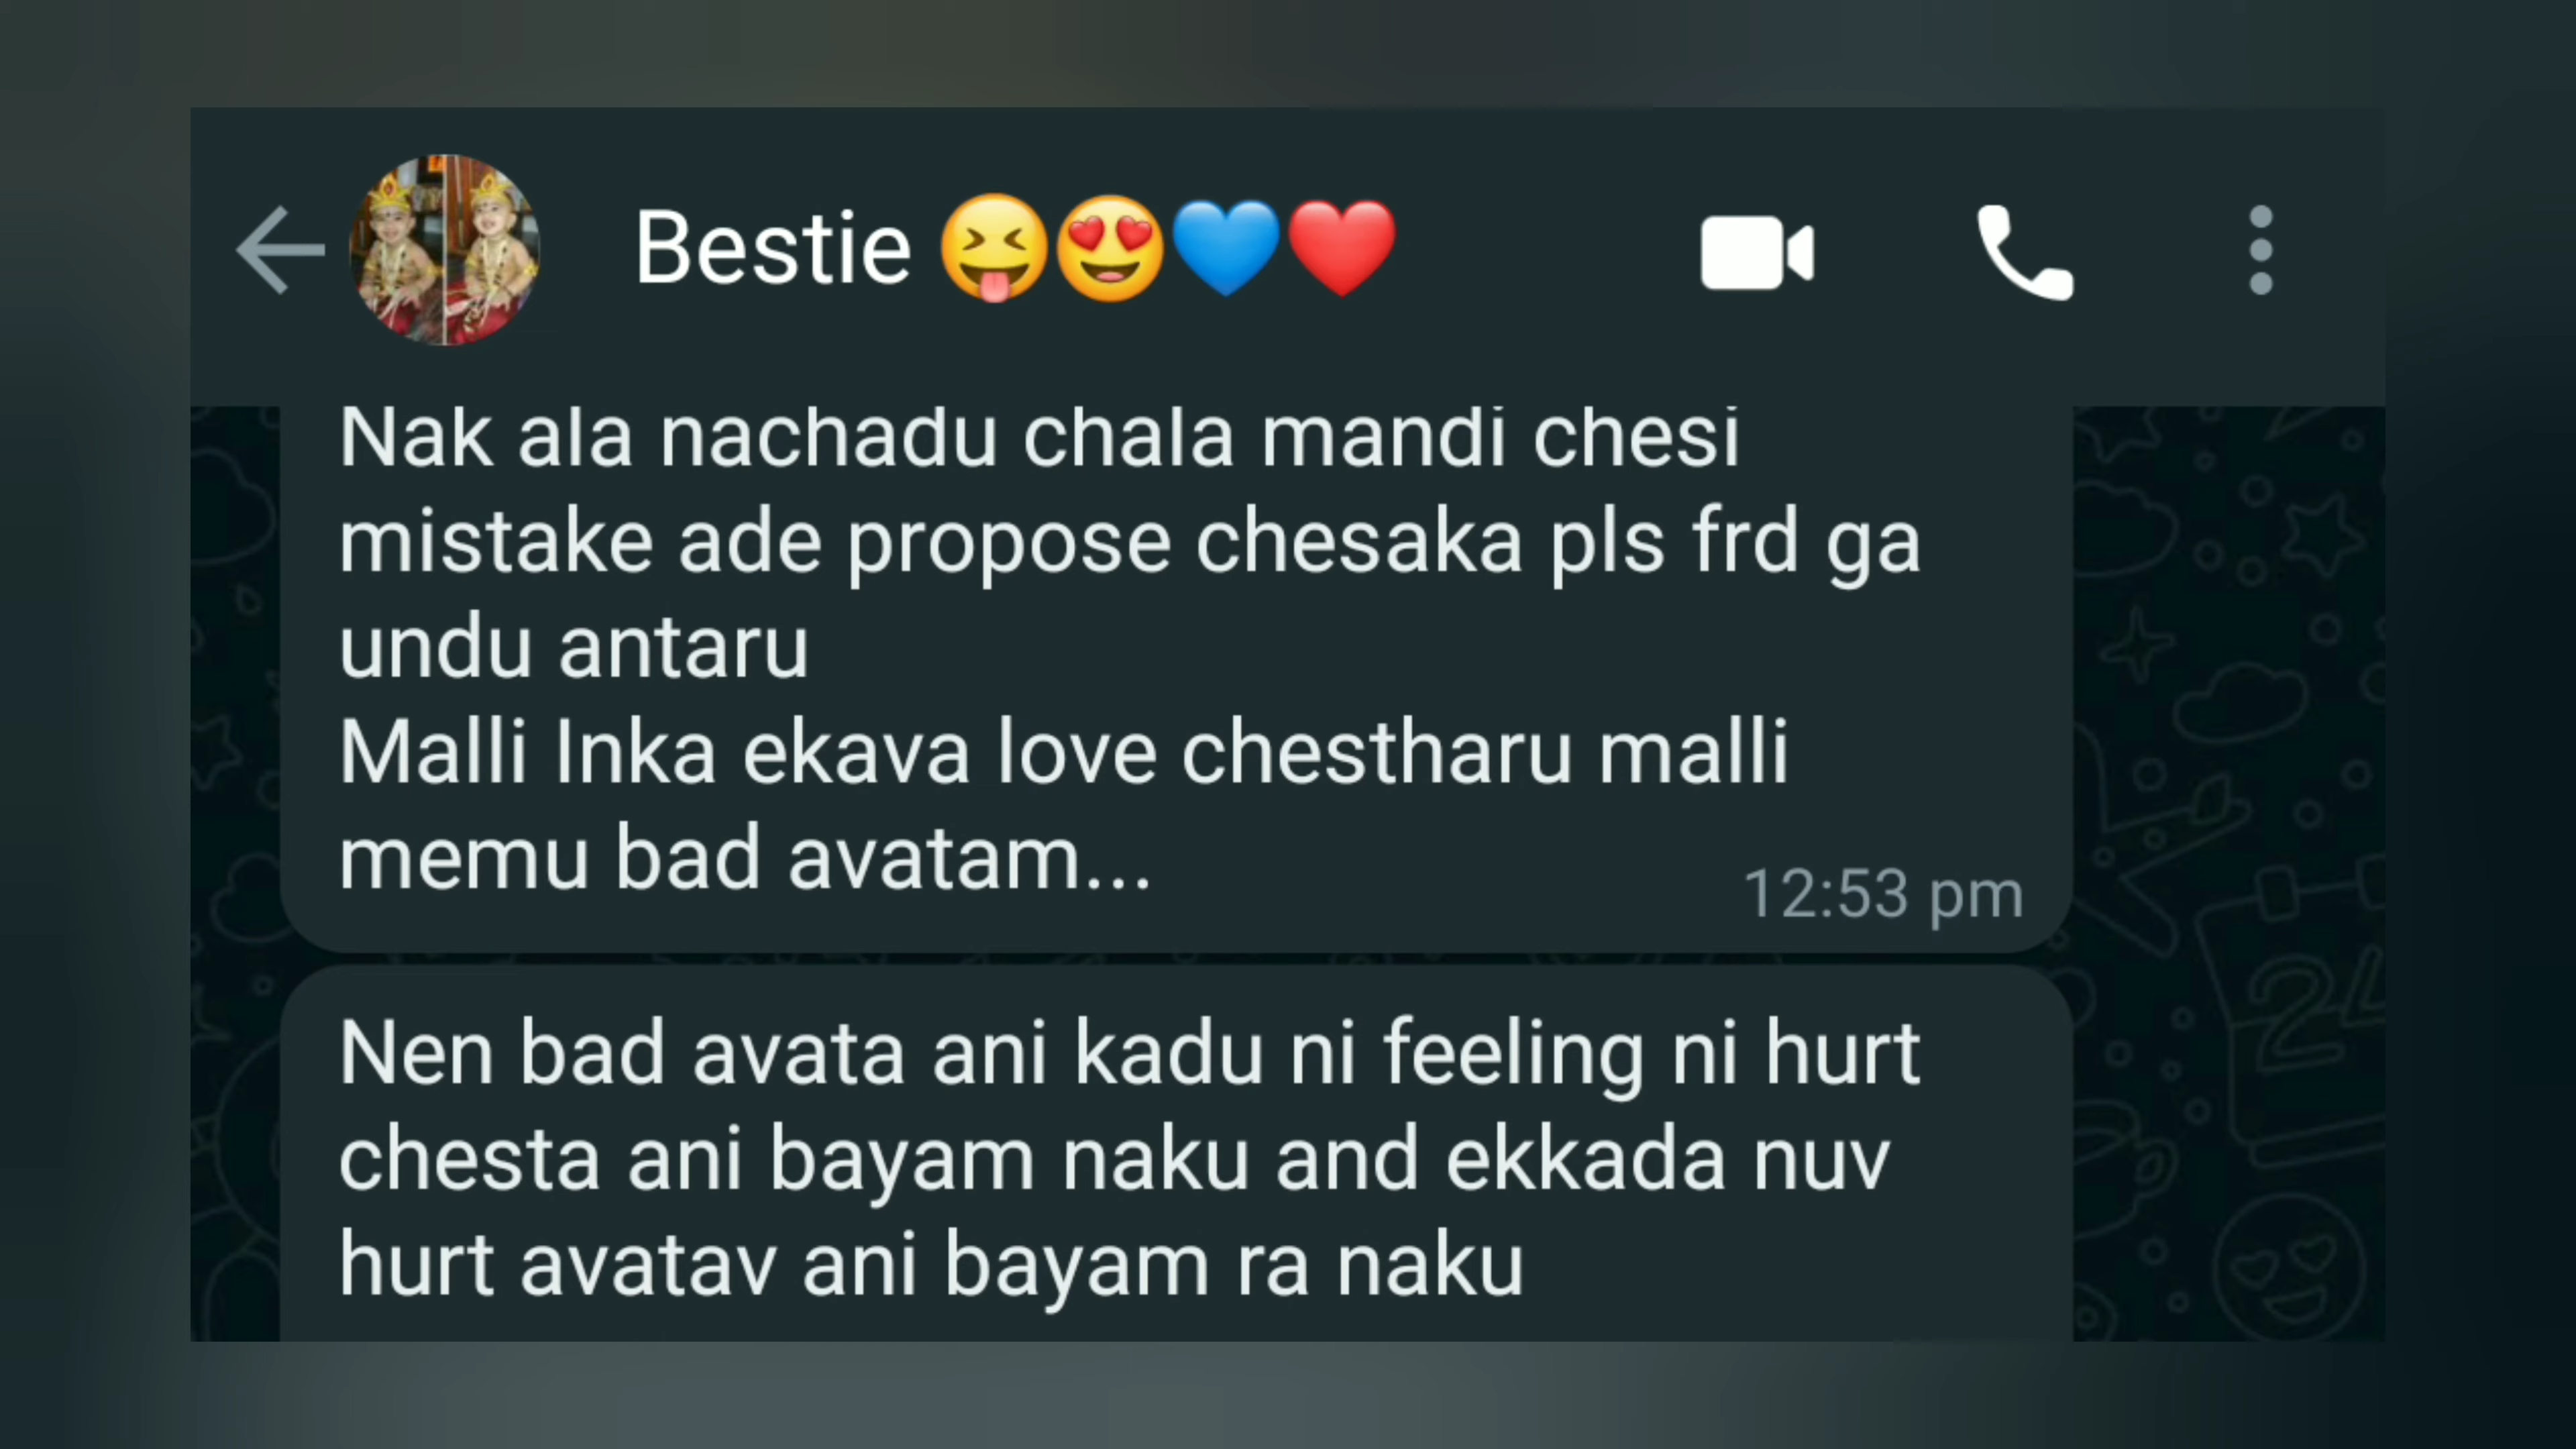 Bestie 😝😍💙❤️
Nak ala nachadu chala mandi chesi
mistake ade propose chesaka pls frd ga
undu antaru
Malli Inka ekava love chestharu malli
memu bad avatam...
12:53 pm
Nen bad avata ani kadu ni feeling ni hurt
chesta ani bayam naku and ekkada nuv
hurt avatav ani bayam ra naku